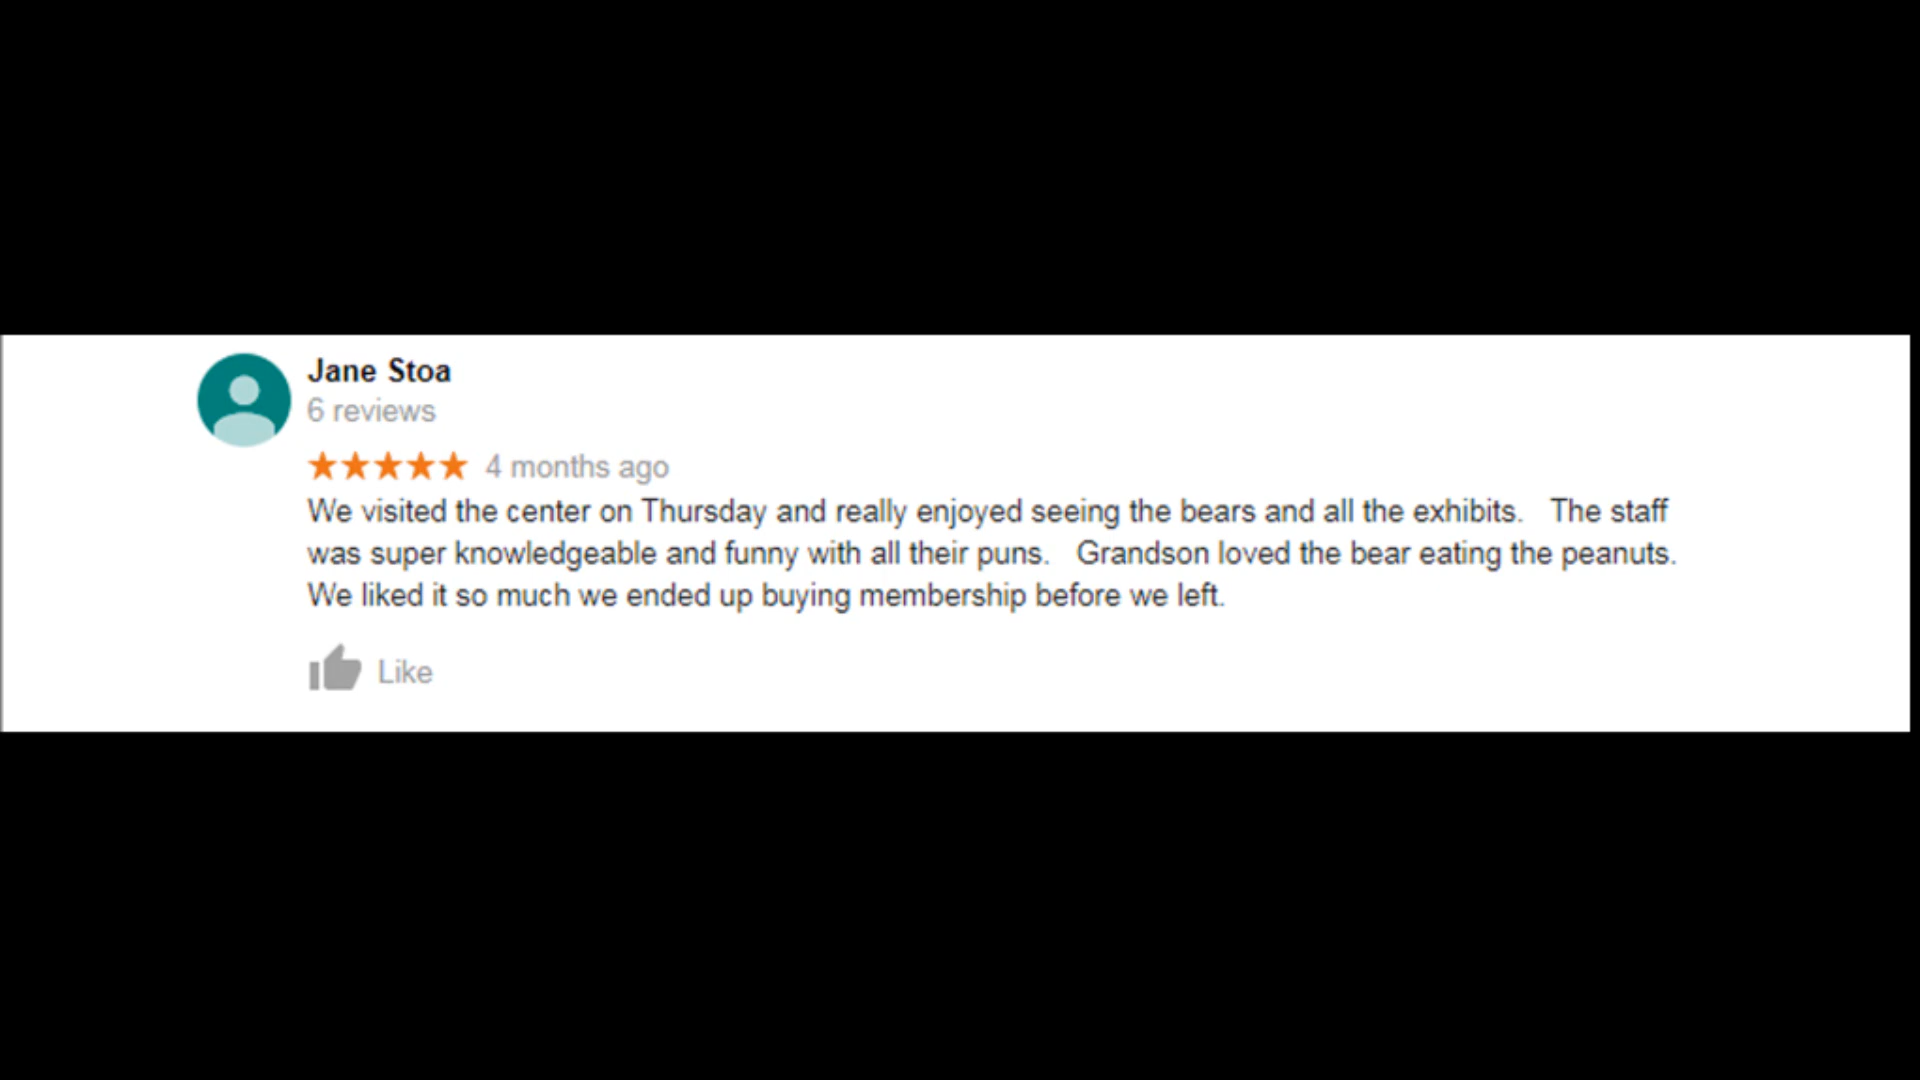 Jane Stoa
6 reviews
4 months ago
We visited the center on Thursday and really enjoyed seeing the bears and all the exhibits.   The staff
was super knowledgeable and funny with all their puns.   Grandson loved the bear eating the peanuts.
We liked it so much we ended up buying membership before we left.
Like